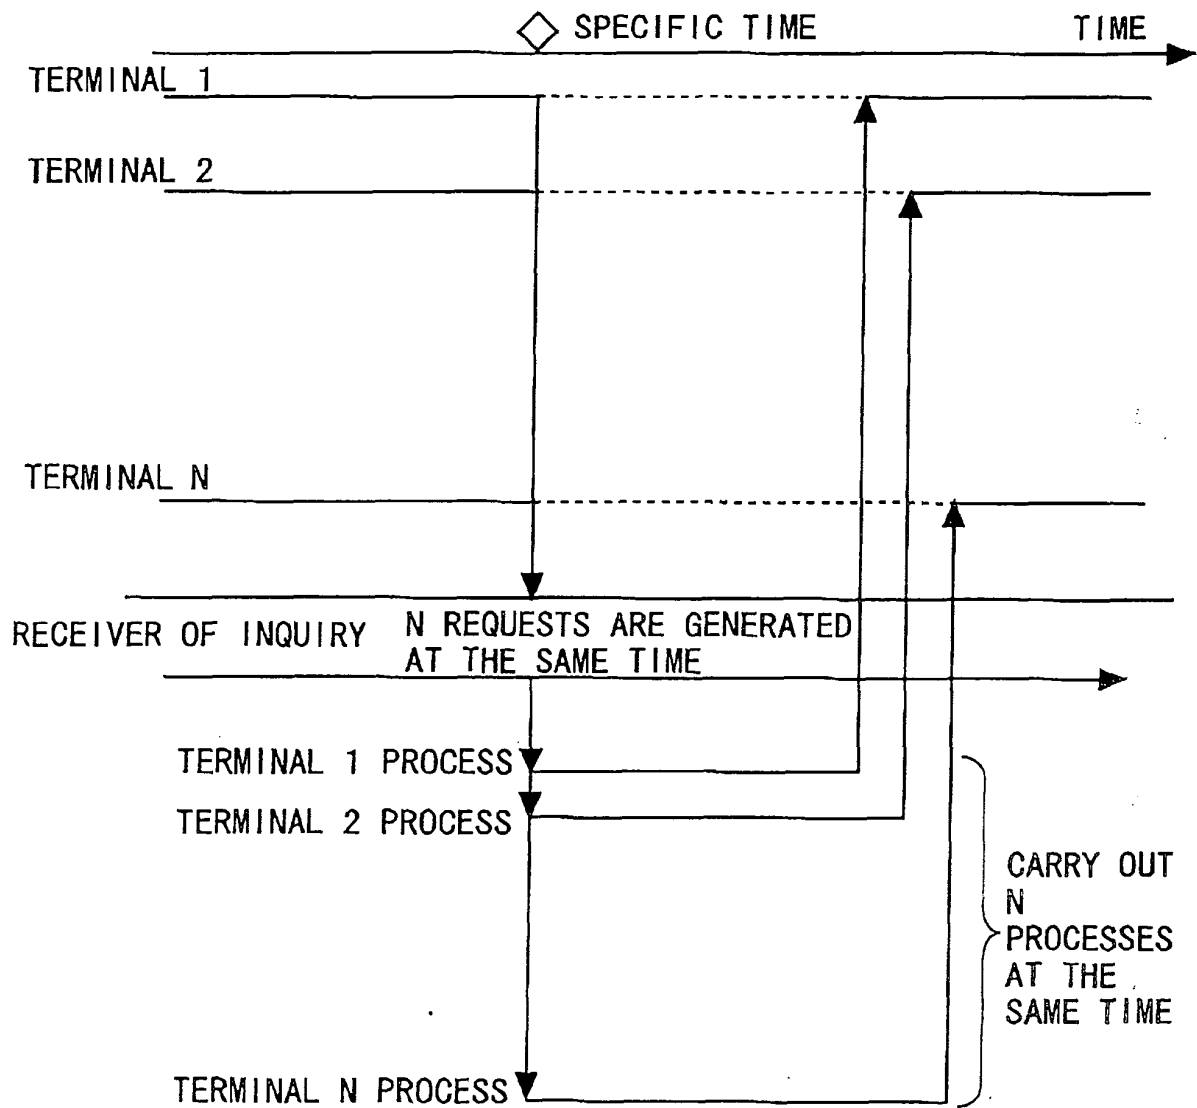 SPECIFIC TIME
TIME
TERMINAL 1
TERMINAL 2
TERMINAL N
RECEIVER OF INQUIRY
N REQUESTS ARE GENERATED
AT THE SAME TIME
TERMINAL 1 PROCESS
TERMINAL 2 PROCESS
CARRY OUT
N
PROCESSES
AT THE
SAME TIME
TERMINAL N PROCESS